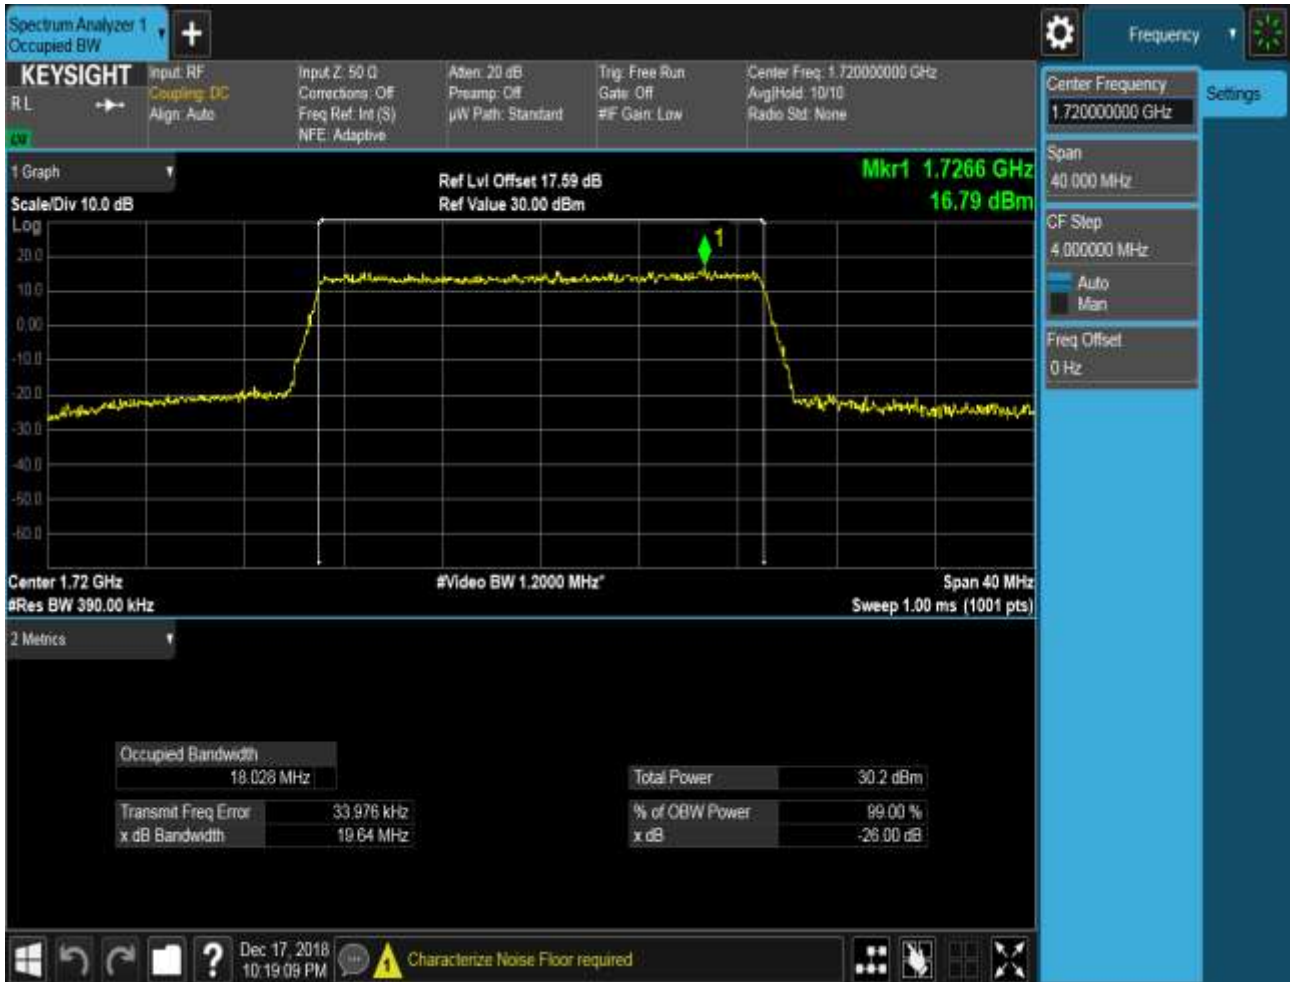 Spectrum Analyzer 1
Occupied BW
Frequency
KEYSIGHT
RL
Input: RF
Coupling: DC
Align: Auto
Input Z: 50 Ω
Corrections: Off
Freq Ref: Int (S)
NFE: Adaptive
Atten: 20 dB
Preamp: Off
µW Path: Standard
Trig: Free Run
Gate: Off
#IF Gain: Low
Center Freq: 1.720000000 GHz
Avg|Hold: 10/10
Radio Std: None
Center Frequency
1.720000000 GHz
Settings
Span
40.000 MHz
CF Step
4.000000 MHz
Auto
Man
Freq Offset
0 Hz
1 Graph
Scale/Div 10.0 dB
Ref Lvl Offset 17.59 dB
Ref Value 30.00 dBm
Mkr1 1.7266 GHz
16.79 dBm
Log
20.0
10.0
0.00
-10.0
-20.0
-30.0
-40.0
-50.0
-60.0
1
Center 1.72 GHz
#Res BW 390.00 kHz
#Video BW 1.2000 MHz*
Span 40 MHz
Sweep 1.00 ms (1001 pts)
2 Metrics
Occupied Bandwidth
18.028 MHz
Transmit Freq Error 33.976 kHz
x dB Bandwidth 19.64 MHz
Total Power 30.2 dBm
% of OBW Power 99.00 %
x dB -26.00 dB
?
Dec 17, 2018
10:19:09 PM
1
Characterize Noise Floor required